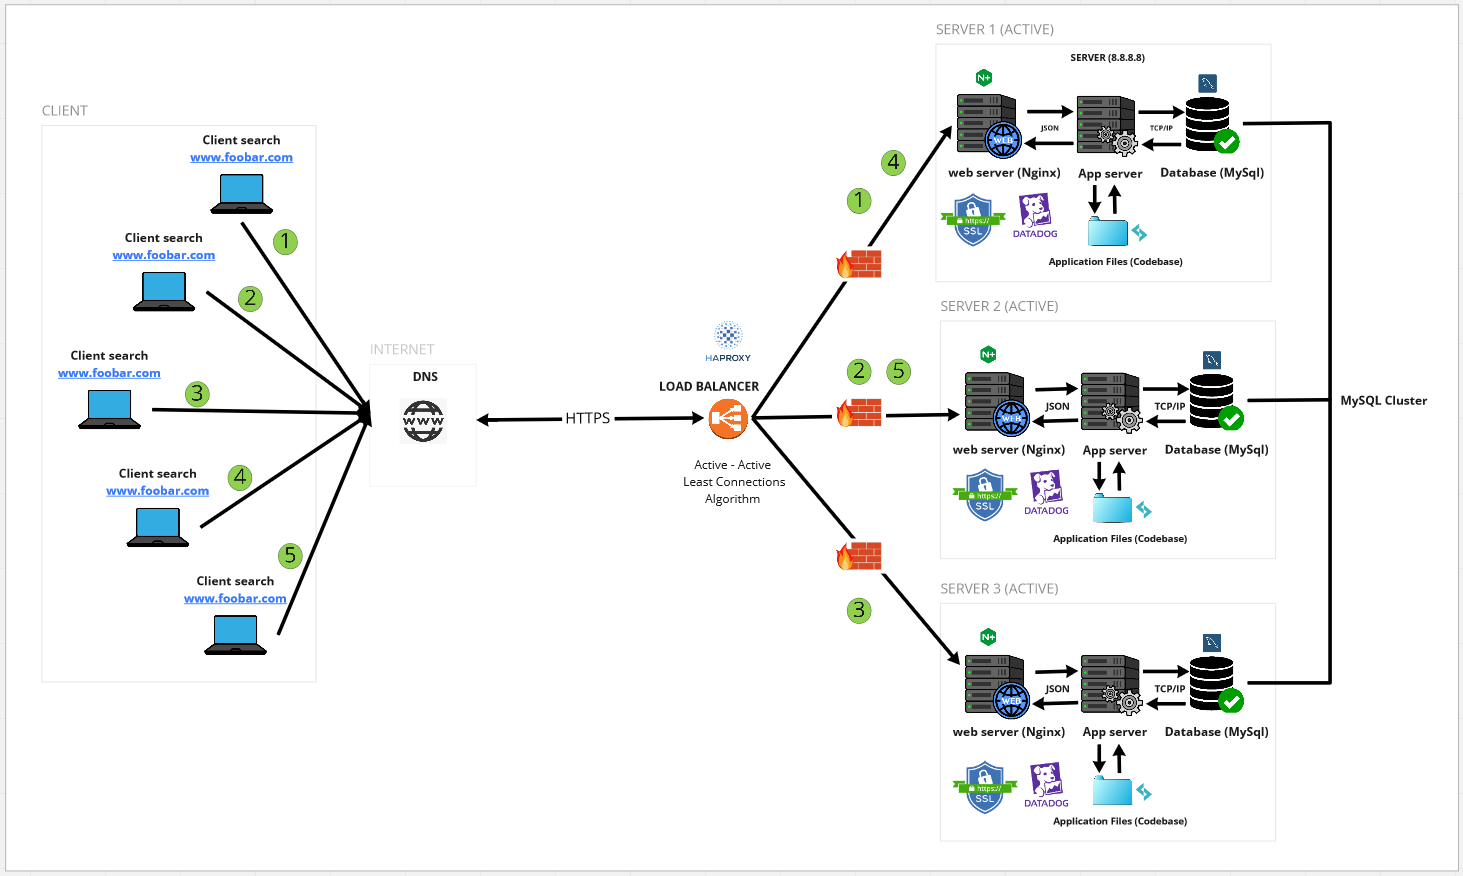 CLIENT
Client search
www.foobar.com
1
Client search
www.foobar.com
2
Client search
www.foobar.com
3
Client search
www.foobar.com
4
Client search
www.foobar.com
5
INTERNET
DNS
WWW
HTTPS
HAPROXY
LOAD BALANCER
Active - Active
Least Connections
Algorithm
1
4
2
5
3
SERVER 1 (ACTIVE)
SERVER (8.8.8.8)
N+
WEB
JSON
TCP/IP
web server (Nginx)
App server
Database (MySql)
https://
SSL
DATADOG
Application Files (Codebase)
SERVER 2 (ACTIVE)
N+
WEB
JSON
TCP/IP
web server (Nginx)
App server
Database (MySql)
https://
SSL
DATADOG
Application Files (Codebase)
SERVER 3 (ACTIVE)
N+
WEB
JSON
TCP/IP
web server (Nginx)
App server
Database (MySql)
https://
SSL
DATADOG
Application Files (Codebase)
MySQL Cluster